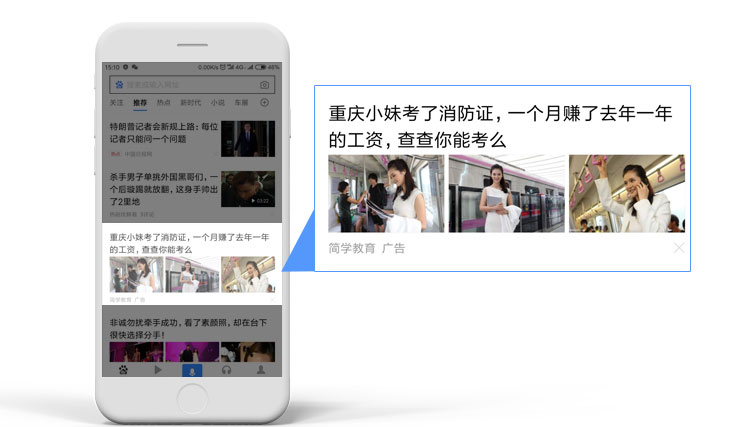 15:10
0.00K/s
4G
46%
搜索或输入网址
关注 推荐 热点 新时代 小说 车展
特朗普记者会新规上路：每位
记者只能问一个问题
热点 中国日报网
杀手男子单挑外国黑哥们，一
个后璇踢就放翻，这身手帅出
了2里地
03:22
重庆小妹考了消防证，一个月赚了去年一年
的工资，查查你能考么
简学教育 广告
非诚勿扰牵手成功，看了素颜照，却在台下
很快选择分手！
重庆小妹考了消防证，一个月赚了去年一年
的工资，查查你能考么
简学教育 广告